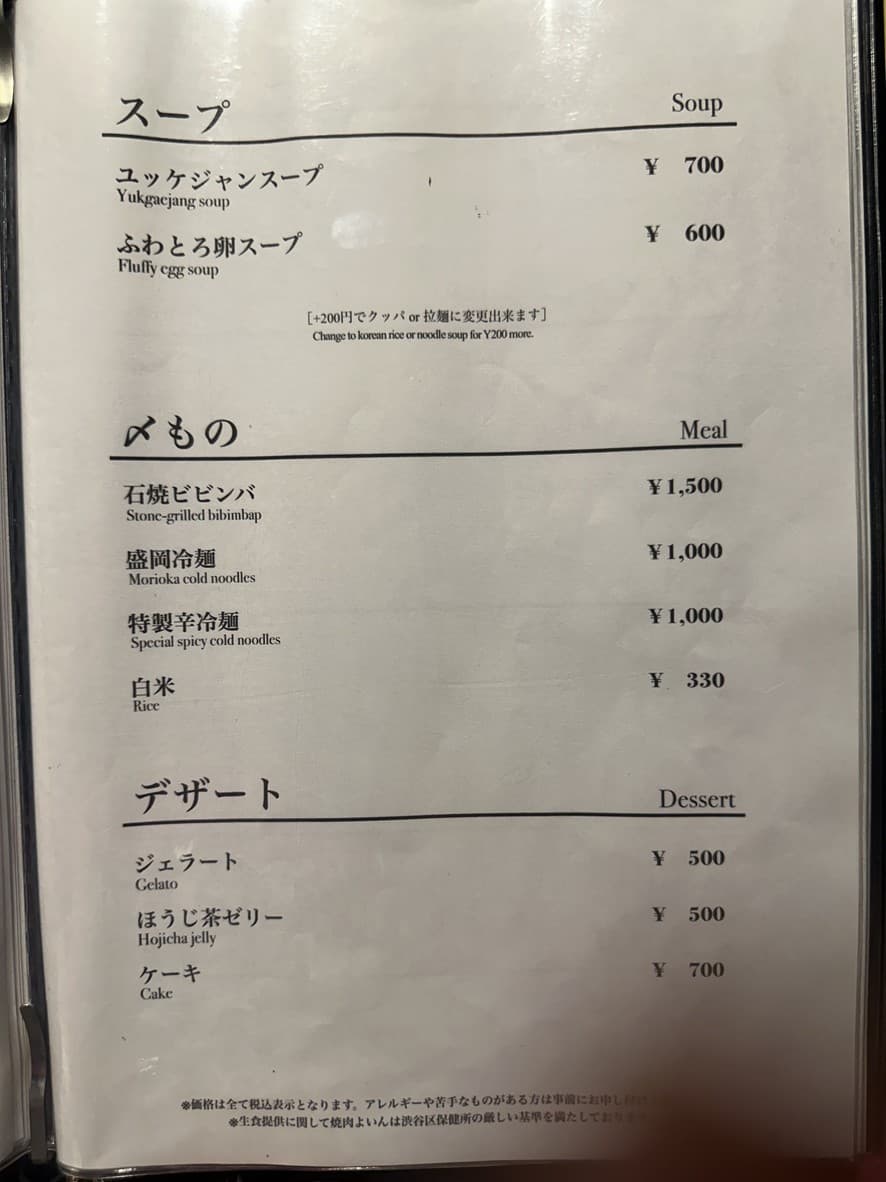 スープ Soup
ユッケジャンスープ ¥ 700
Yukgaejang soup
ふわとろ卵スープ ¥ 600
Fluffy egg soup
[+200円でクッパ or 拉麺に変更出来ます]
Change to korean rice or noodle soup for Y200 more.
〆もの Meal
石焼ビビンバ ¥1,500
Stone-grilled bibimbap
盛岡冷麺 ¥1,000
Morioka cold noodles
特製辛冷麺 ¥1,000
Special spicy cold noodles
白米 ¥ 330
Rice
デザート Dessert
ジェラート ¥ 500
Gelato
ほうじ茶ゼリー ¥ 500
Hojicha jelly
ケーキ ¥ 700
Cake
※価格は全て税込表示となります。アレルギーや苦手なものがある方は事前にお申し
※生食提供に関して焼肉よいんは渋谷区保健所の厳しい基準を満たしており